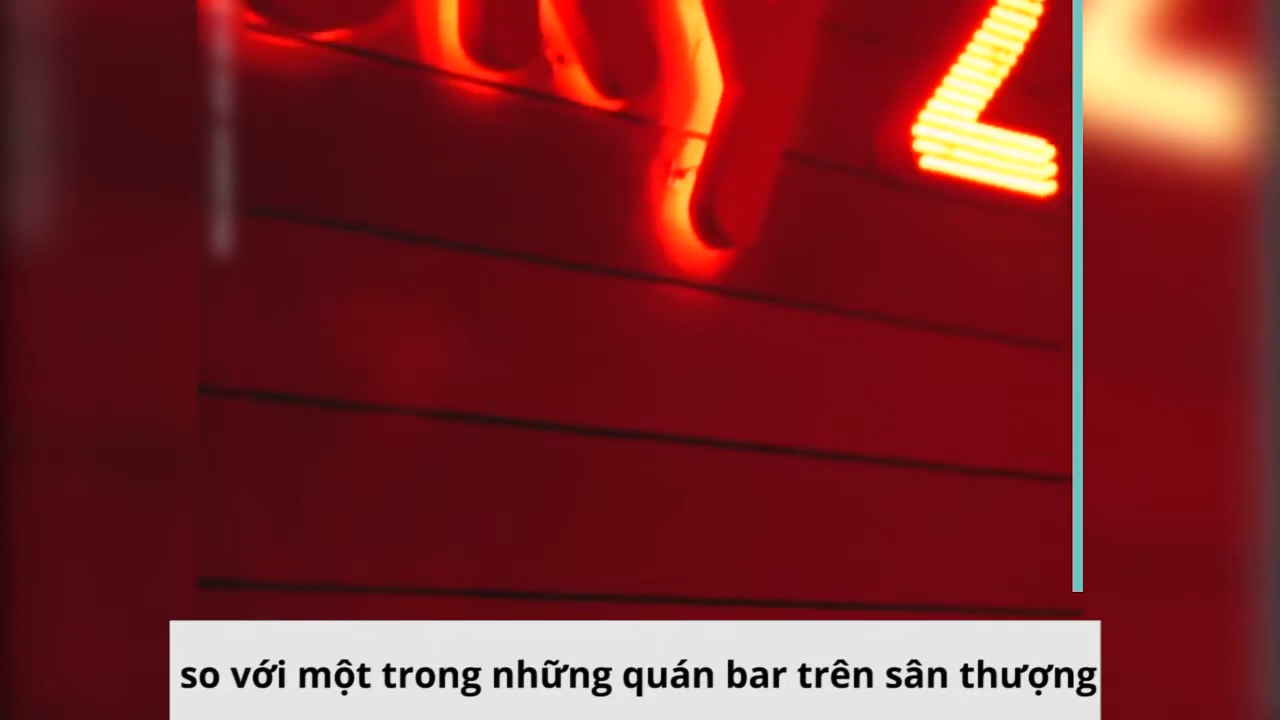 so với một trong những quán bar trên sân thượng